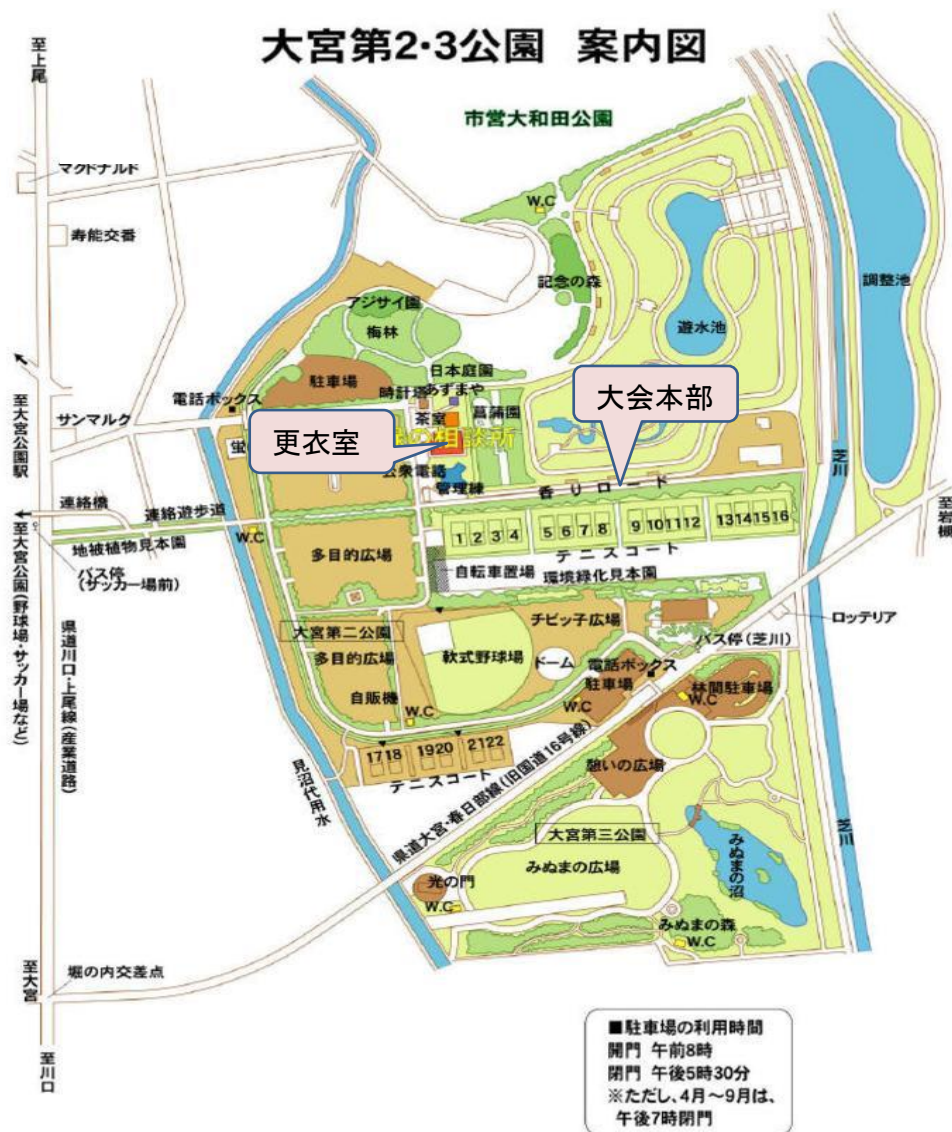 大宮第2・3公園 案内図
至上尾
市営大和田公園
マクドナルド
W.C
寿能交番
記念の森
調整池
アジサイ園
遊水池
梅林
日本庭園
駐車場
時計塔
あずまや
電話ボックス
大会本部
至大宮公園駅
茶室
菖蒲園
サンマルク
更衣室
の相談所
蛍
公衆電話
管理棟
香りロード
芝川
連絡橋
連絡遊歩道
至岩槻
1 2 3 4
5 6 7 8
9 10 11 12
13 14 15 16
地被植物見本園
W.C
テニスコート
多目的広場
自転車置場
環境緑化見本園
バス停
(サッカー場前)
至大宮公園(野球場・サッカー場など)
県道川口・上尾線(産業道路)
ロッテリア
チビッ子広場
大宮第二公園
バス停(芝川)
軟式野球場
多目的広場
ドーム
電話ボックス
駐車場
林間駐車場
自販機
W.C
W.C
W.C
17 18
19 20
21 22
憩いの広場
テニスコート
見沼代用水
県道大宮・春日部線(旧国道16号線)
大宮第三公園
芝川
みぬまの広場
みぬまの沼
光の門
W.C
みぬまの森
W.C
至大宮
堀の内交差点
至川口
■駐車場の利用時間
開門 午前8時
閉門 午後5時30分
※ただし、4月～9月は、
午後7時閉門